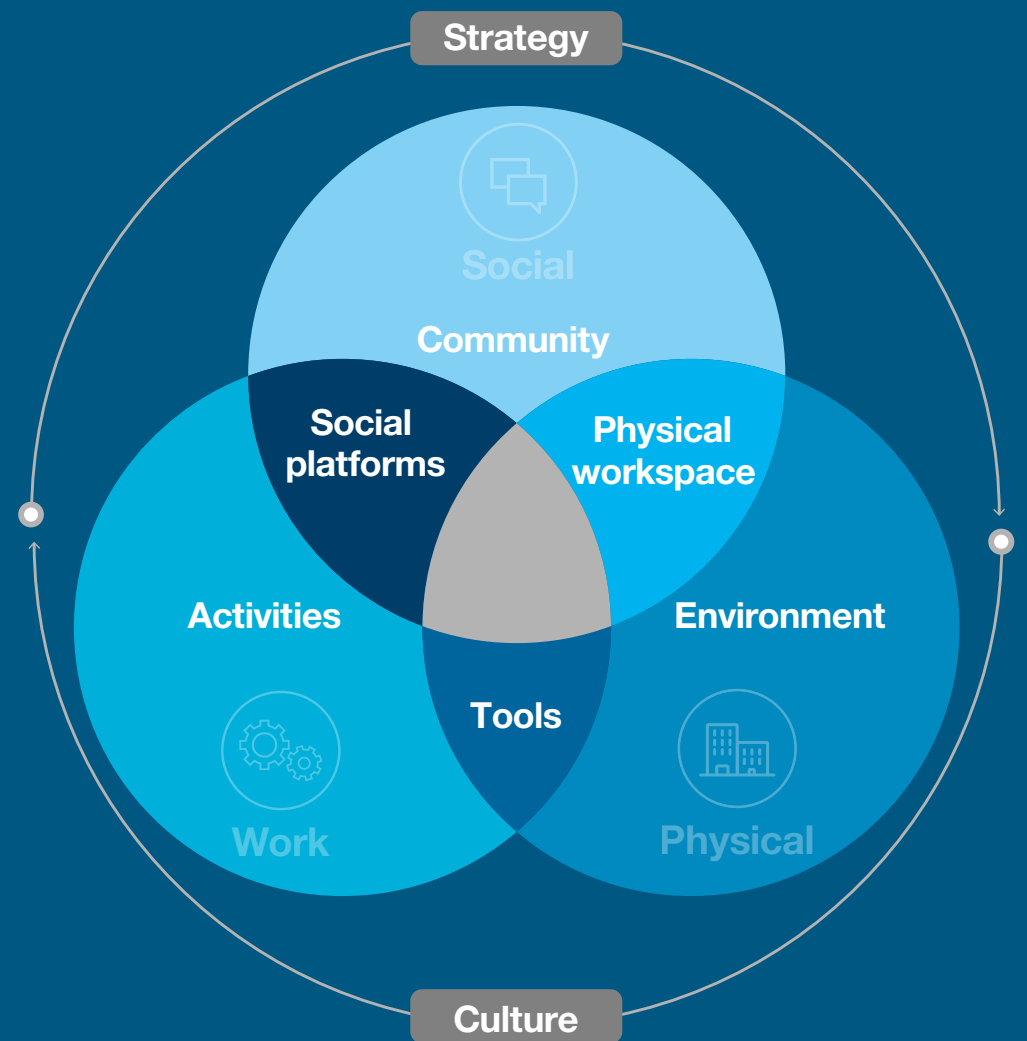 Strategy
Social
Community
Social
platforms
Physical
workspace
Activities
Environment
Tools
Work
Physical
Culture